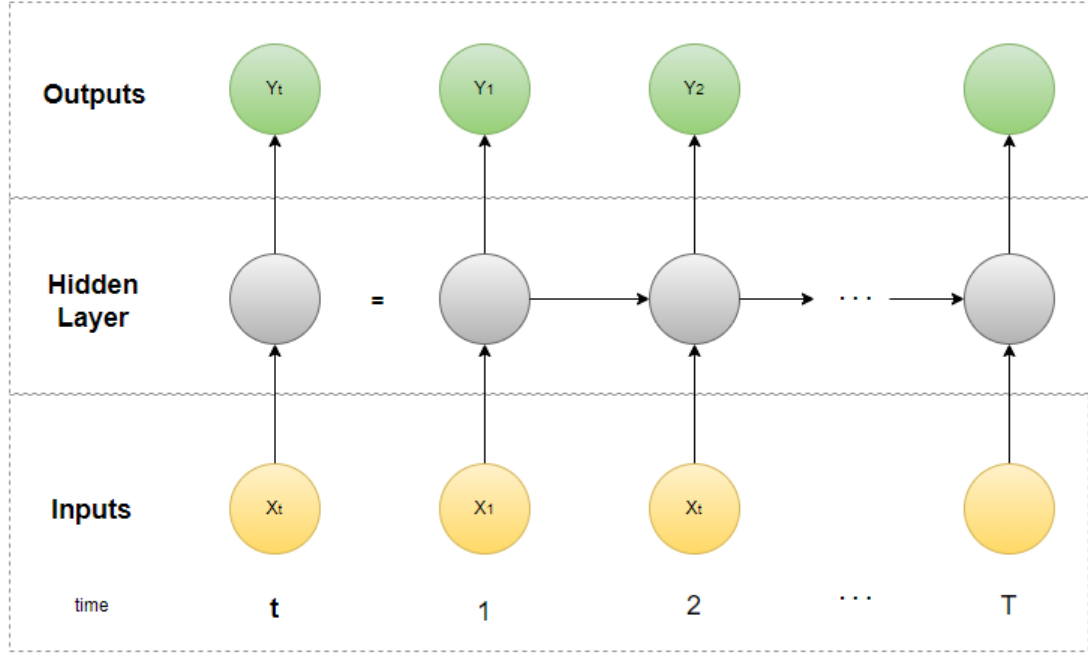 Outputs
Yt
Y1
Y2
Hidden
Layer
=
. . .
Inputs
Xt
X1
Xt
time
t
1
2
. . .
T